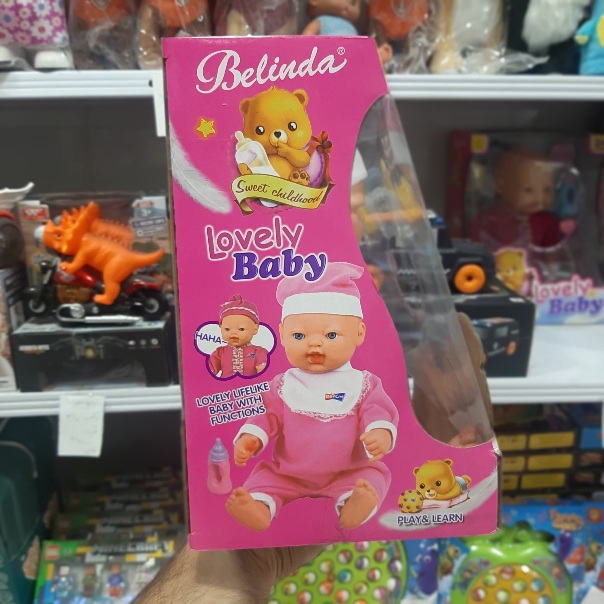 Belinda®
Sweet childhood
Lovely
Baby
HAHA
LOVELY LIFELIKE
BABY WITH
FUNCTIONS
PLAY& LEARN
Lovely
Baby